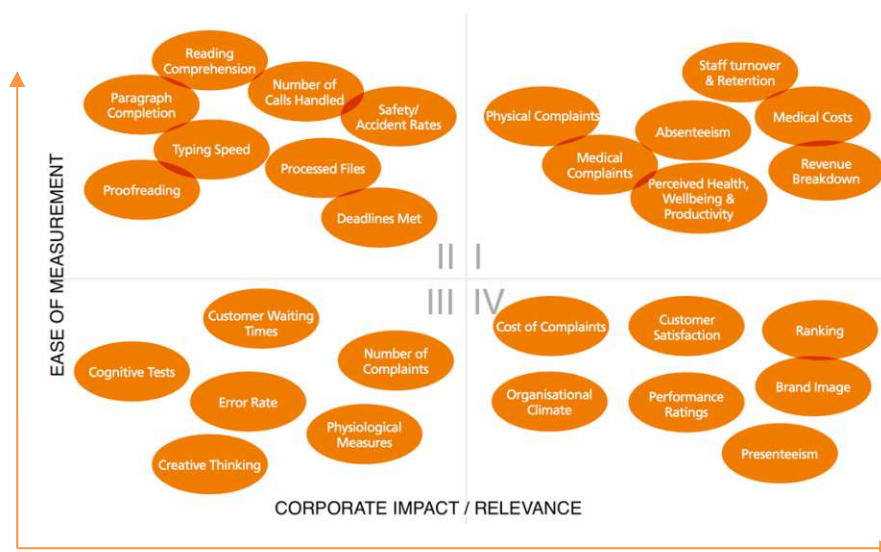 Reading
Comprehension
Number of
Calls Handled
Paragraph
Completion
Safety/
Accident Rates
Typing Speed
Processed Files
Proofreading
Deadlines Met
Staff turnover
& Retention
Physical Complaints
Absenteeism
Medical Costs
Medical
Complaints
Revenue
Breakdown
Perceived Health,
Wellbeing &
Productivity
EASE OF MEASUREMENT
II I
III IV
Customer Waiting
Times
Number of
Complaints
Cognitive Tests
Error Rate
Physiological
Measures
Creative Thinking
Cost of Complaints
Customer
Satisfaction
Ranking
Organisational
Climate
Performance
Ratings
Brand Image
Presenteeism
CORPORATE IMPACT / RELEVANCE